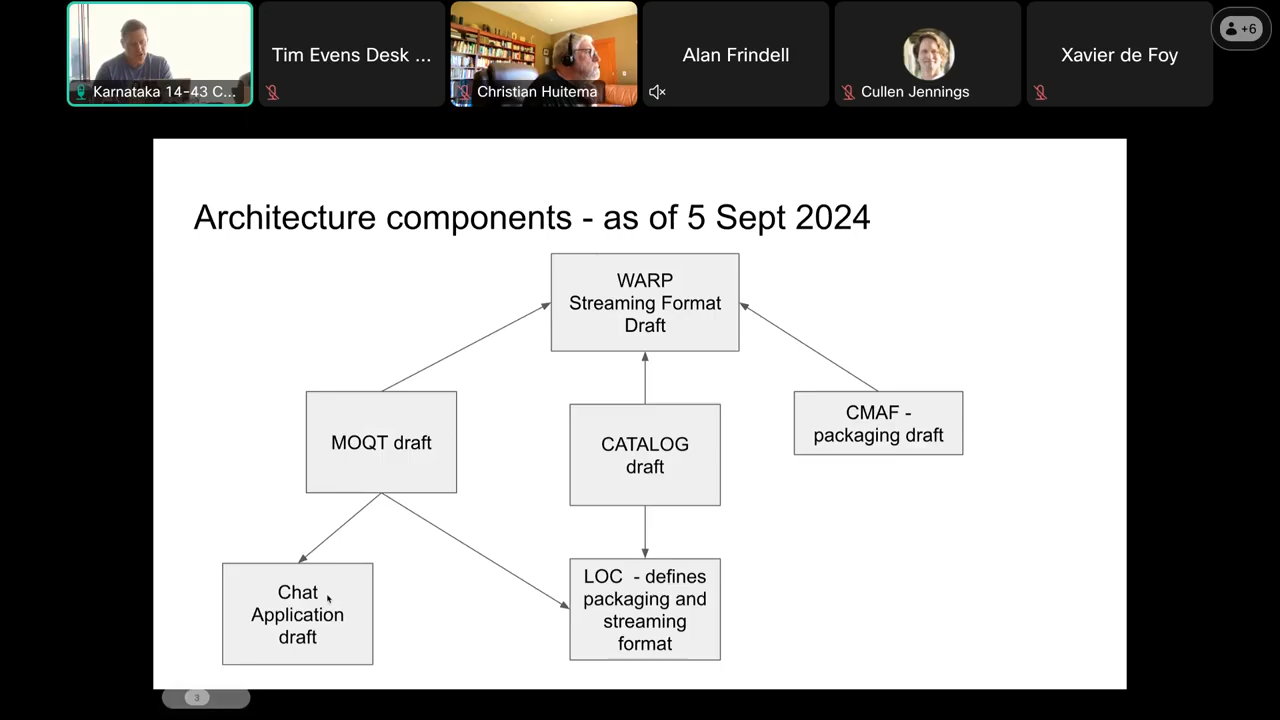 Karnataka 14-43 C...
Tim Evens Desk ...
Christian Huitema
Alan Frindell
Cullen Jennings
Xavier de Foy
+6
Architecture components - as of 5 Sept 2024
WARP
Streaming Format
Draft
MOQT draft
CATALOG
draft
CMAF -
packaging draft
Chat
Application
draft
LOC - defines
packaging and
streaming
format
3